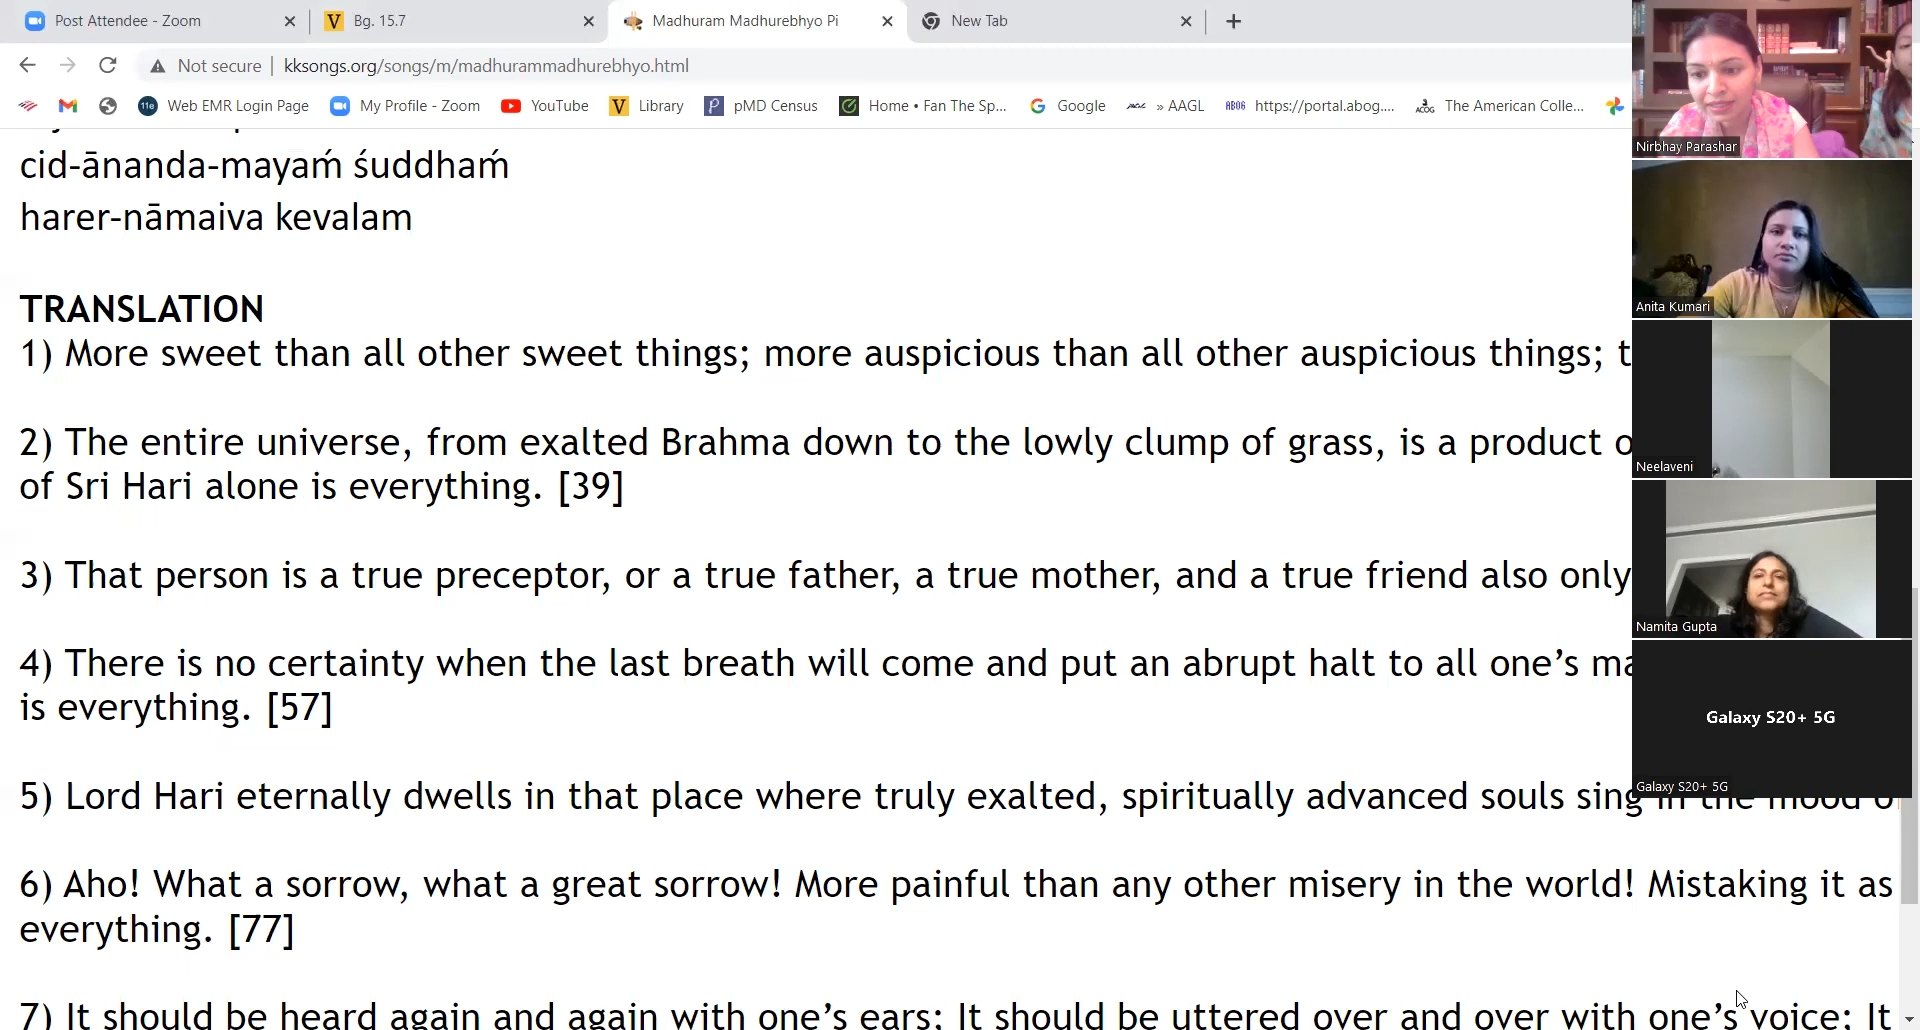 Post Attendee - Zoom
Bg. 15.7
Madhuram Madhurebhyo Pi
New Tab
Not secure | kksongs.org/songs/m/madhurammadhurebhyo.html
Web EMR Login Page
My Profile - Zoom
YouTube
Library
pMD Census
Home • Fan The Sp...
Google
» AAGL
https://portal.abog....
The American Colle...
cid-ānanda-mayaḿ śuddhaḿ
harer-nāmaiva kevalam
TRANSLATION
1) More sweet than all other sweet things; more auspicious than all other auspicious things; t
2) The entire universe, from exalted Brahma down to the lowly clump of grass, is a product o
of Sri Hari alone is everything. [39]
3) That person is a true preceptor, or a true father, a true mother, and a true friend also only
4) There is no certainty when the last breath will come and put an abrupt halt to all one’s ma
is everything. [57]
5) Lord Hari eternally dwells in that place where truly exalted, spiritually advanced souls sing in the mood o
6) Aho! What a sorrow, what a great sorrow! More painful than any other misery in the world! Mistaking it as
everything. [77]
7) It should be heard again and again with one’s ears; It should be uttered over and over with one’s voice; It
Nirbhay Parashar
Anita Kumari
Neelaveni
Namita Gupta
Galaxy S20+ 5G
Galaxy S20+ 5G